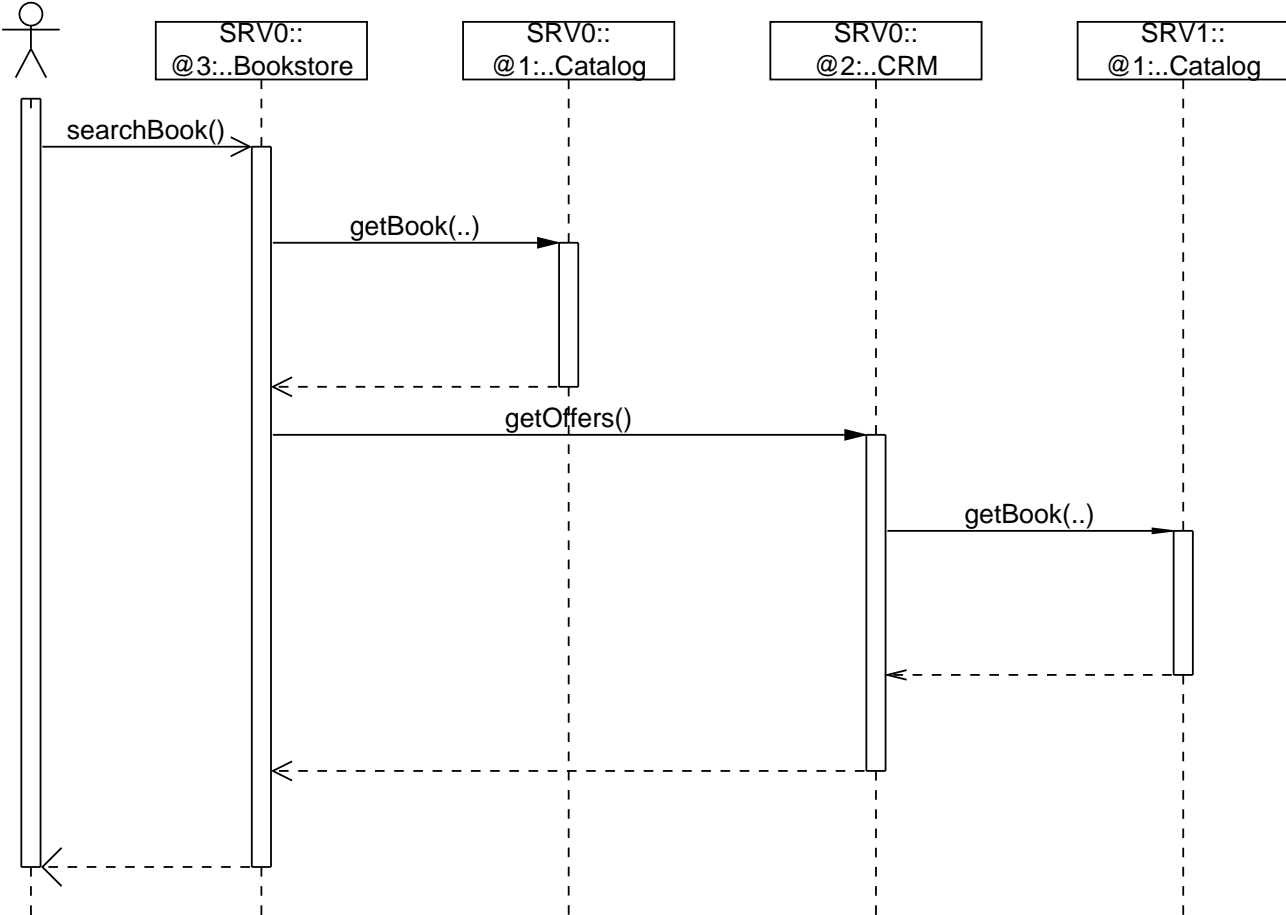 SRV0::
@3:..Bookstore
SRV0::
@1:..Catalog
SRV0::
@2:..CRM
SRV1::
@1:..Catalog
searchBook()
getBook(..)
getOffers()
getBook(..)